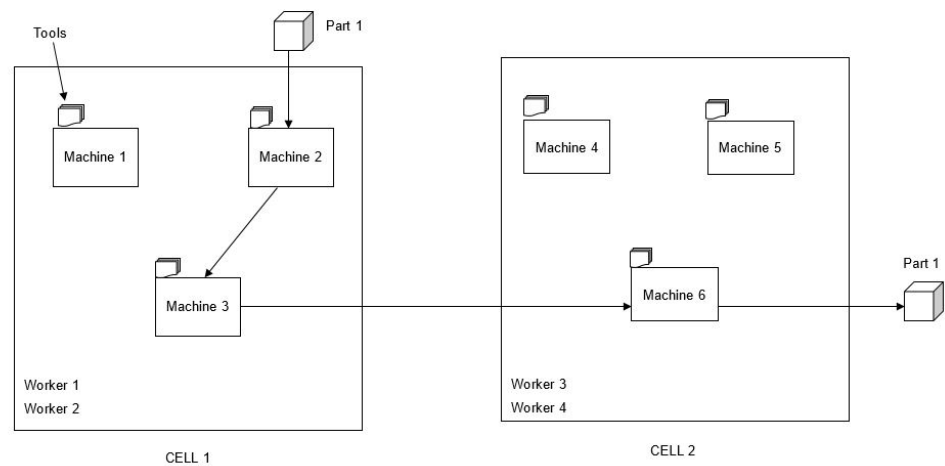 Part 1
Tools
Machine 1
Machine 2
Machine 3
Worker 1
Worker 2
CELL 1
Machine 4
Machine 5
Machine 6
Part 1
Worker 3
Worker 4
CELL 2